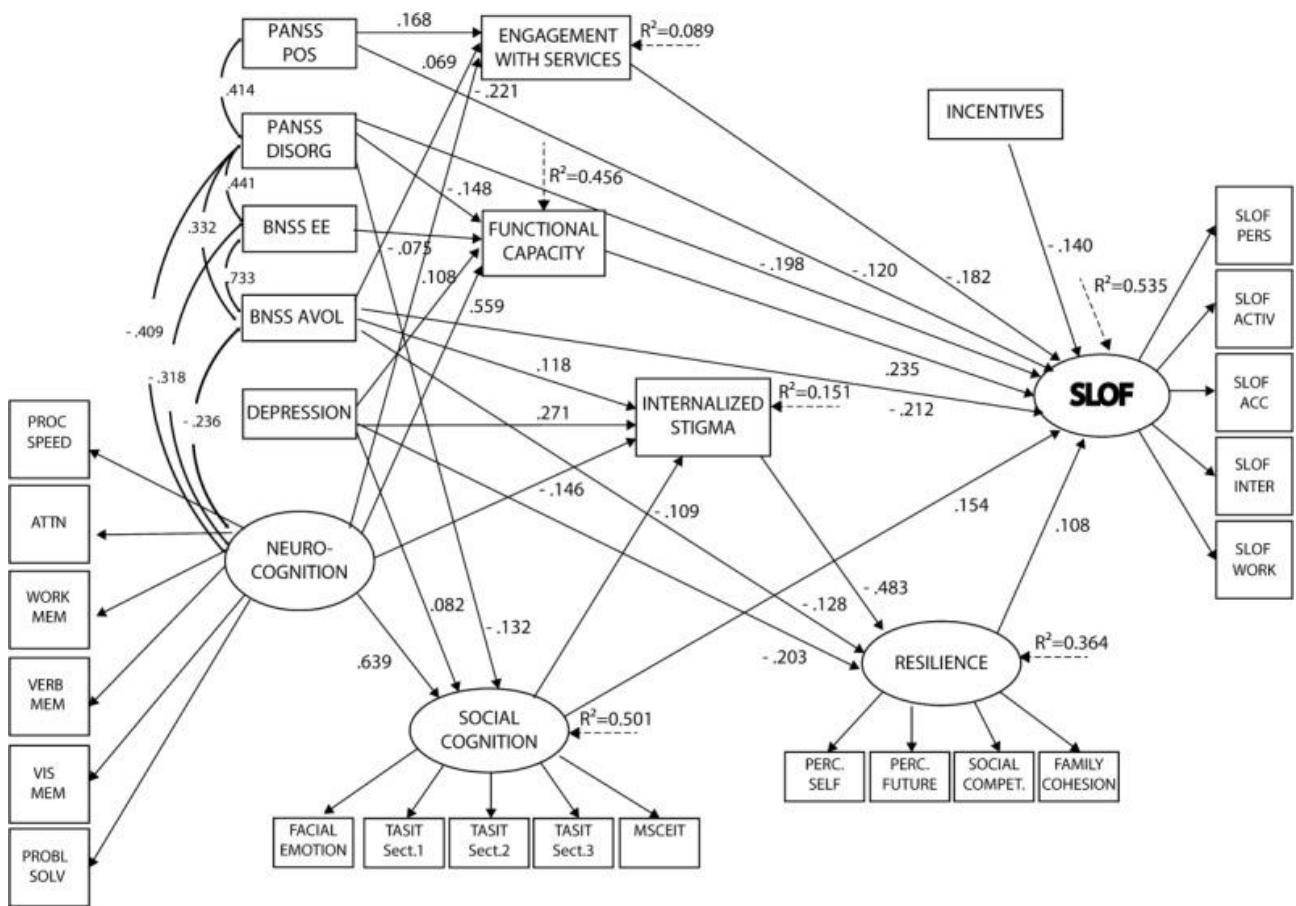 PANSS
POS
.168
ENGAGEMENT
WITH SERVICES
R²=0.089
.069
- .221
.414
INCENTIVES
PANSS
DISORG
R²=0.456
- .148
.441
.332
BNSS EE
- .075
FUNCTIONAL
CAPACITY
.108
- .198
- .120
- .182
- .140
SLOF
PERS
.733
BNSS AVOL
.559
R²=0.535
SLOF
ACTIV
- .409
- .318
- .236
.118
.235
- .212
R²=0.151
SLOF
SLOF
ACC
DEPRESSION
.271
INTERNALIZED
STIGMA
PROC
SPEED
SLOF
INTER
- .146
- .109
.154
.108
ATTN
NEURO-
COGNITION
SLOF
WORK
WORK
MEM
.082
- .132
- .128
- .483
.639
- .203
RESILIENCE
R²=0.364
VERB
MEM
SOCIAL
COGNITION
R²=0.501
VIS
MEM
PERC.
SELF
PERC.
FUTURE
SOCIAL
COMPET.
FAMILY
COHESION
FACIAL
EMOTION
TASIT
Sect.1
TASIT
Sect.2
TASIT
Sect.3
MSCEIT
PROBL
SOLV